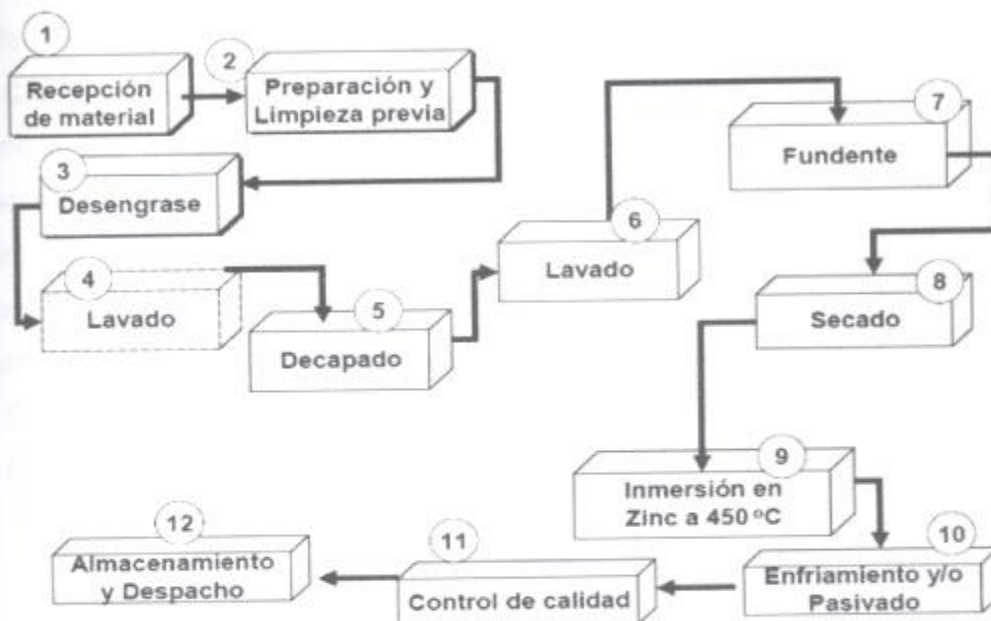 1
Recepción
de material
2
Preparación y
Limpieza previa
3
Desengrase
4
Lavado
5
Decapado
6
Lavado
7
Fundente
8
Secado
9
Inmersión en
Zinc a 450 ºC
10
Enfriamiento y/o
Pasivado
11
Control de calidad
12
Almacenamiento
y Despacho